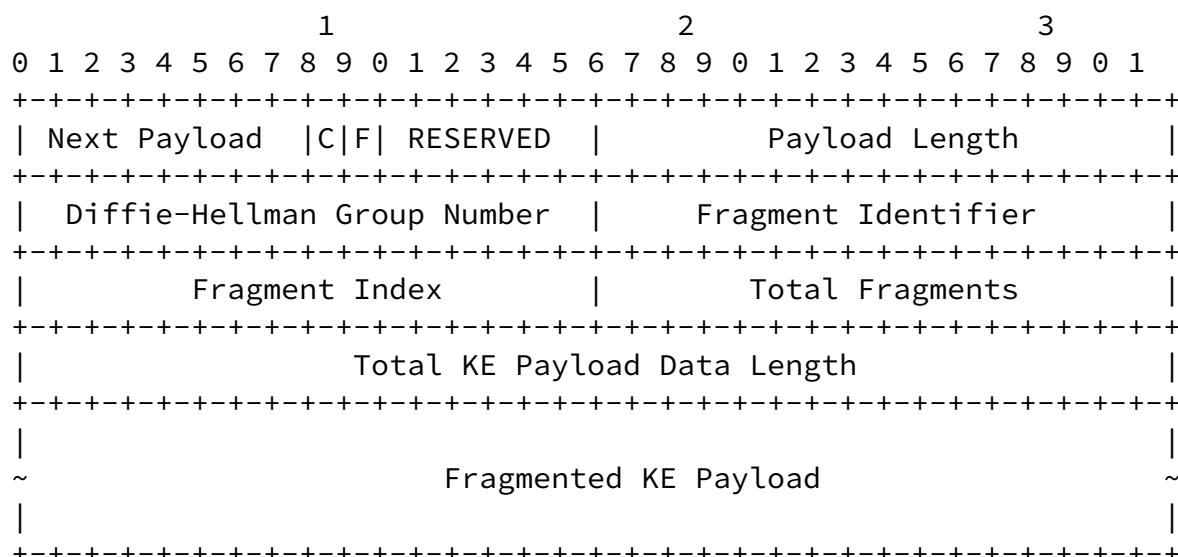 1                   2                   3
 0 1 2 3 4 5 6 7 8 9 0 1 2 3 4 5 6 7 8 9 0 1 2 3 4 5 6 7 8 9 0 1
+-+-+-+-+-+-+-+-+-+-+-+-+-+-+-+-+-+-+-+-+-+-+-+-+-+-+-+-+-+-+-+-+
| Next Payload  |C|F| RESERVED  |         Payload Length        |
+-+-+-+-+-+-+-+-+-+-+-+-+-+-+-+-+-+-+-+-+-+-+-+-+-+-+-+-+-+-+-+-+
|  Diffie-Hellman Group Number  |     Fragment Identifier       |
+-+-+-+-+-+-+-+-+-+-+-+-+-+-+-+-+-+-+-+-+-+-+-+-+-+-+-+-+-+-+-+-+
|         Fragment Index        |        Total Fragments        |
+-+-+-+-+-+-+-+-+-+-+-+-+-+-+-+-+-+-+-+-+-+-+-+-+-+-+-+-+-+-+-+-+
|                  Total KE Payload Data Length                 |
+-+-+-+-+-+-+-+-+-+-+-+-+-+-+-+-+-+-+-+-+-+-+-+-+-+-+-+-+-+-+-+-+
|                                                               |
~                       Fragmented KE Payload                   ~
|                                                               |
+-+-+-+-+-+-+-+-+-+-+-+-+-+-+-+-+-+-+-+-+-+-+-+-+-+-+-+-+-+-+-+-+